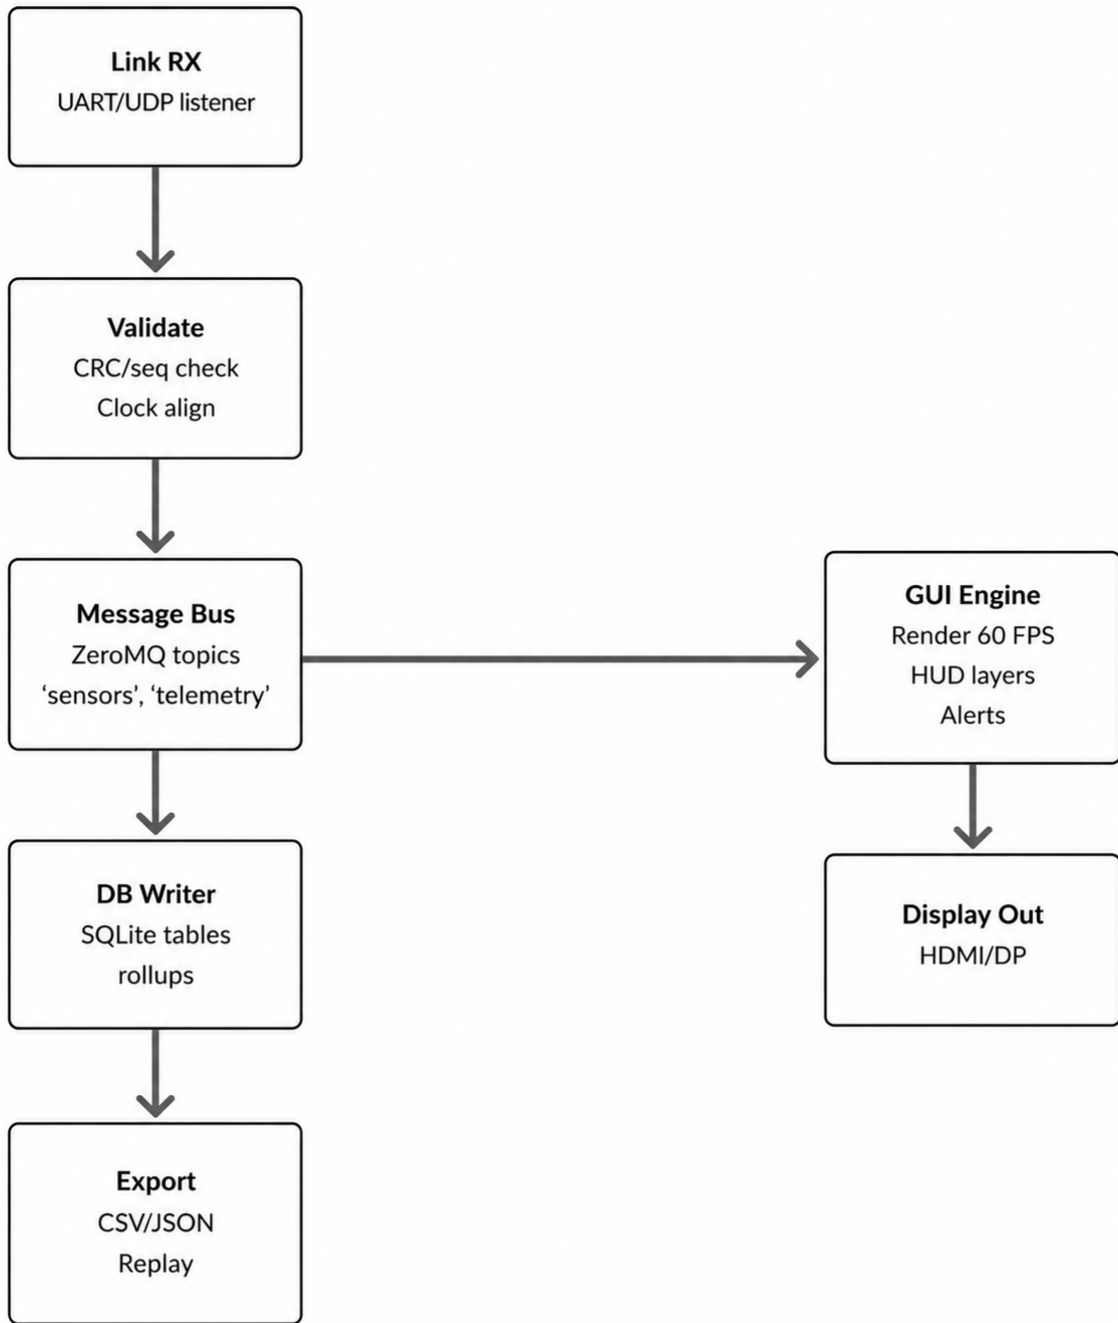 Link RX
UART/UDP listener
Validate
CRC/seq check
Clock align
Message Bus
ZeroMQ topics
‘sensors’, ‘telemetry’
GUI Engine
Render 60 FPS
HUD layers
Alerts
DB Writer
SQLite tables
rollups
Display Out
HDMI/DP
Export
CSV/JSON
Replay